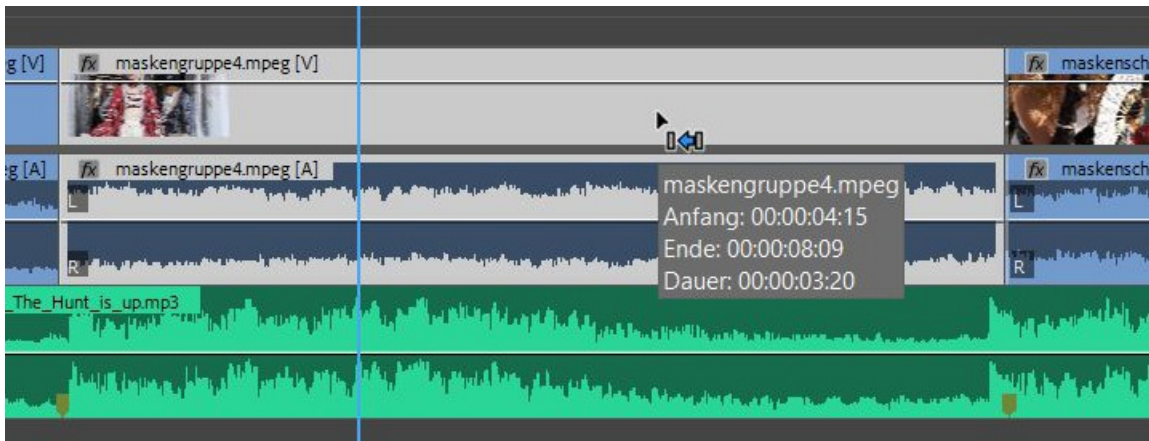 g [V]
fx maskengruppe4.mpeg [V]
fx maskensch
g [A]
fx maskengruppe4.mpeg [A]
fx maskensch
L
L
R
R
maskengruppe4.mpeg
Anfang: 00:00:04:15
Ende: 00:00:08:09
Dauer: 00:00:03:20
_The_Hunt_is_up.mp3